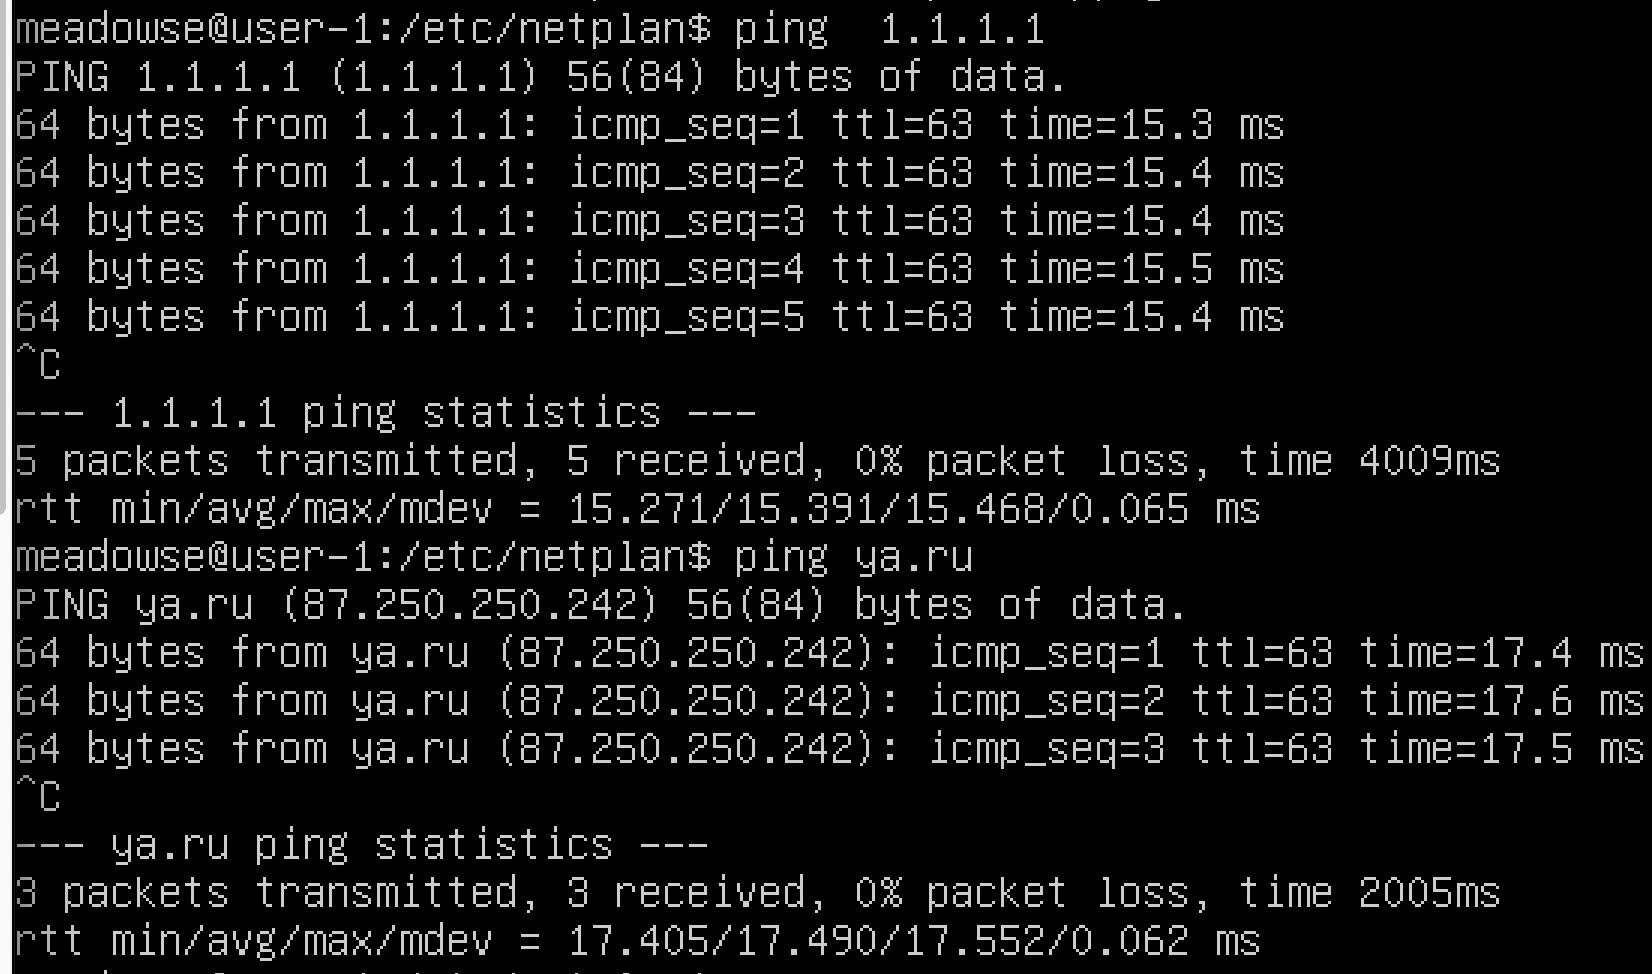 meadowse@user-1:/etc/netplan$ ping  1.1.1.1
PING 1.1.1.1 (1.1.1.1) 56(84) bytes of data.
64 bytes from 1.1.1.1: icmp_seq=1 ttl=63 time=15.3 ms
64 bytes from 1.1.1.1: icmp_seq=2 ttl=63 time=15.4 ms
64 bytes from 1.1.1.1: icmp_seq=3 ttl=63 time=15.4 ms
64 bytes from 1.1.1.1: icmp_seq=4 ttl=63 time=15.5 ms
64 bytes from 1.1.1.1: icmp_seq=5 ttl=63 time=15.4 ms
^C
--- 1.1.1.1 ping statistics ---
5 packets transmitted, 5 received, 0% packet loss, time 4009ms
rtt min/avg/max/mdev = 15.271/15.391/15.468/0.065 ms
meadowse@user-1:/etc/netplan$ ping ya.ru
PING ya.ru (87.250.250.242) 56(84) bytes of data.
64 bytes from ya.ru (87.250.250.242): icmp_seq=1 ttl=63 time=17.4 ms
64 bytes from ya.ru (87.250.250.242): icmp_seq=2 ttl=63 time=17.6 ms
64 bytes from ya.ru (87.250.250.242): icmp_seq=3 ttl=63 time=17.5 ms
^C
--- ya.ru ping statistics ---
3 packets transmitted, 3 received, 0% packet loss, time 2005ms
rtt min/avg/max/mdev = 17.405/17.490/17.552/0.062 ms